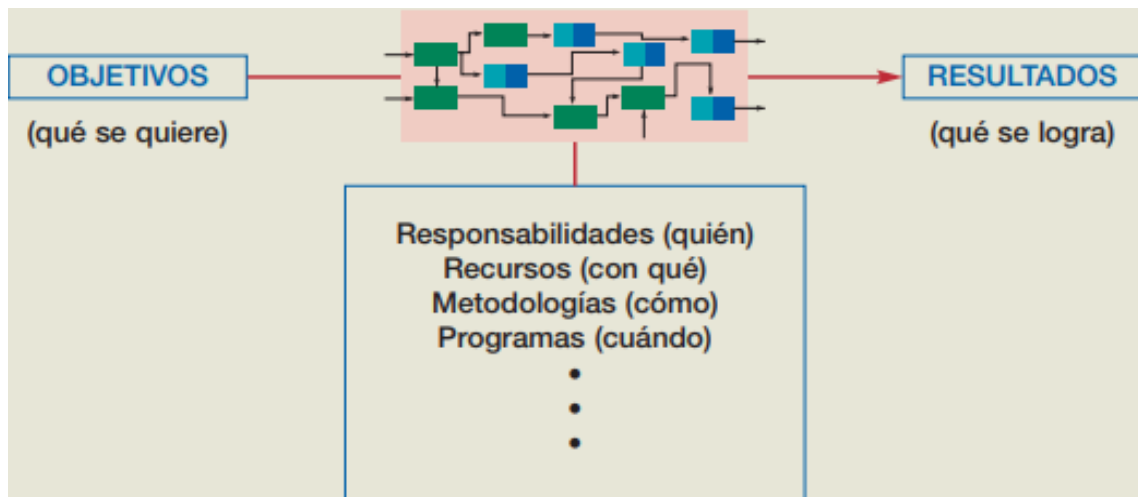 OBJETIVOS
(qué se quiere)
RESULTADOS
(qué se logra)
Responsabilidades (quién)
Recursos (con qué)
Metodologías (cómo)
Programas (cuándo)
•
•
•